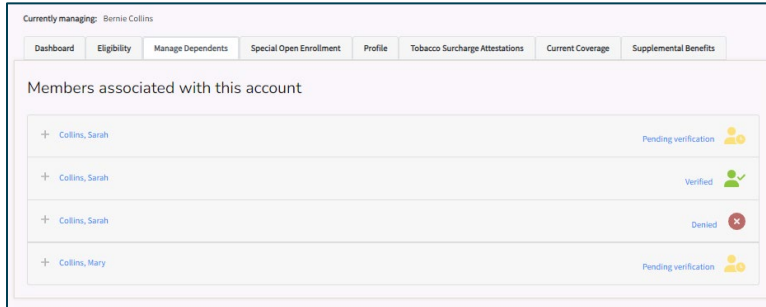 Currently managing: Bernie Collins
Dashboard Eligibility Manage Dependents Special Open Enrollment Profile Tobacco Surcharge Attestations Current Coverage Supplemental Benefits
Members associated with this account
+ Collins, Sarah Pending verification
+ Collins, Sarah Verified
+ Collins, Sarah Denied
+ Collins, Mary Pending verification